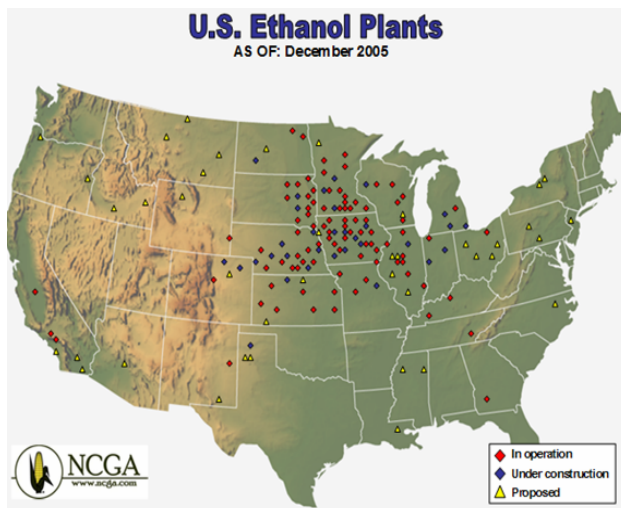 U.S. Ethanol Plants
AS OF: December 2005
NCGA
www.ncga.com
In operation
Under construction
Proposed